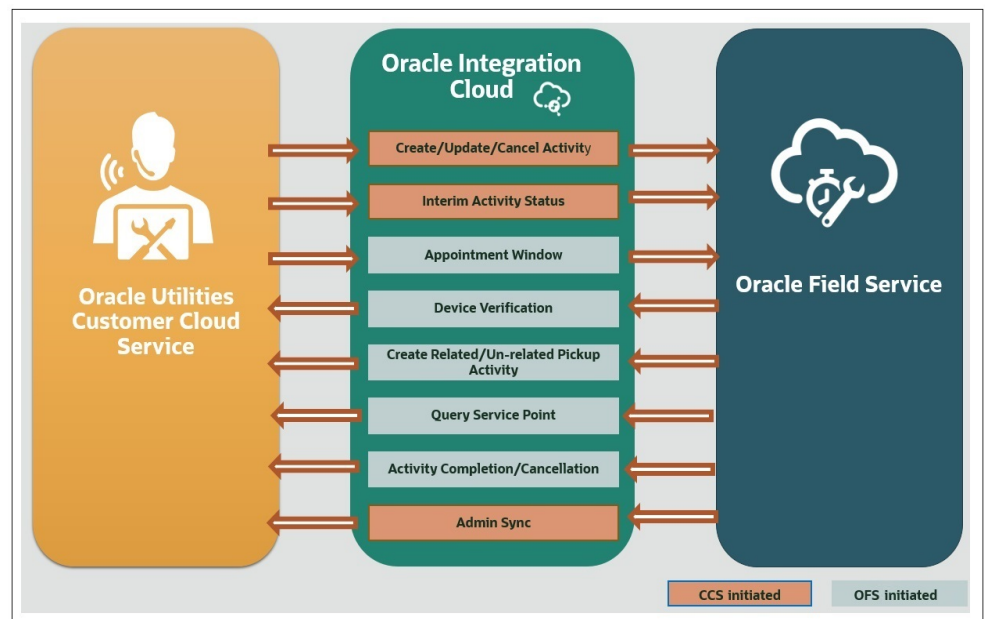 Oracle Integration
Cloud
Create/Update/Cancel Activity
Interim Activity Status
Appointment Window
Device Verification
Create Related/Un-related Pickup
Activity
Query Service Point
Activity Completion/Cancellation
Admin Sync
Oracle Utilities
Customer Cloud
Service
Oracle Field Service
CCS initiated
OFS initiated